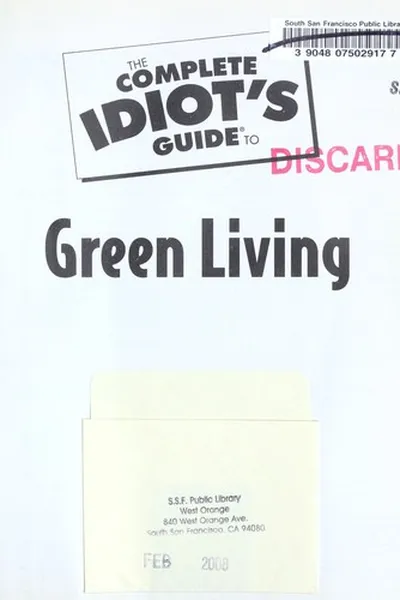 South San Francisco Public Libra
3 9048 07502917 7
S.
THE
COMPLETE
IDIOT'S
GUIDE® TO
DISCAR
Green Living
S.S.F. Public Library
West Orange
840 West Orange Ave.
South San Francisco, CA 94080
FEB 2008